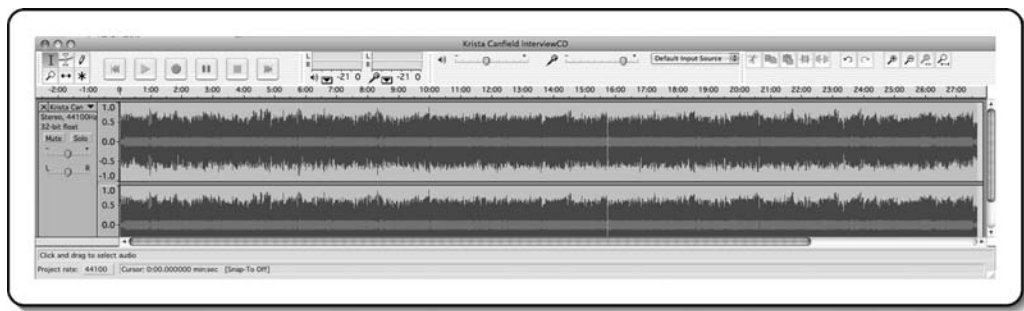 Krista Canfield interviewCD
L
R
L
R
-21 0
-21 0
Default Input Source
-2:00 -1:00 0 1:00 2:00 3:00 4:00 5:00 6:00 7:00 8:00 9:00 10:00 11:00 12:00 13:00 14:00 15:00 16:00 17:00 18:00 19:00 20:00 21:00 22:00 23:00 24:00 25:00 26:00 27:00
X Krista Can
Stereo, 44100Hz
32-bit float
Mute Solo
- +
L R
1.0
0.5
0.0
-0.5
-1.0
1.0
0.5
0.0
Click and drag to select audio
Project rate: 44100 Cursor: 0:00.000000 min:sec [Snap-To Off]